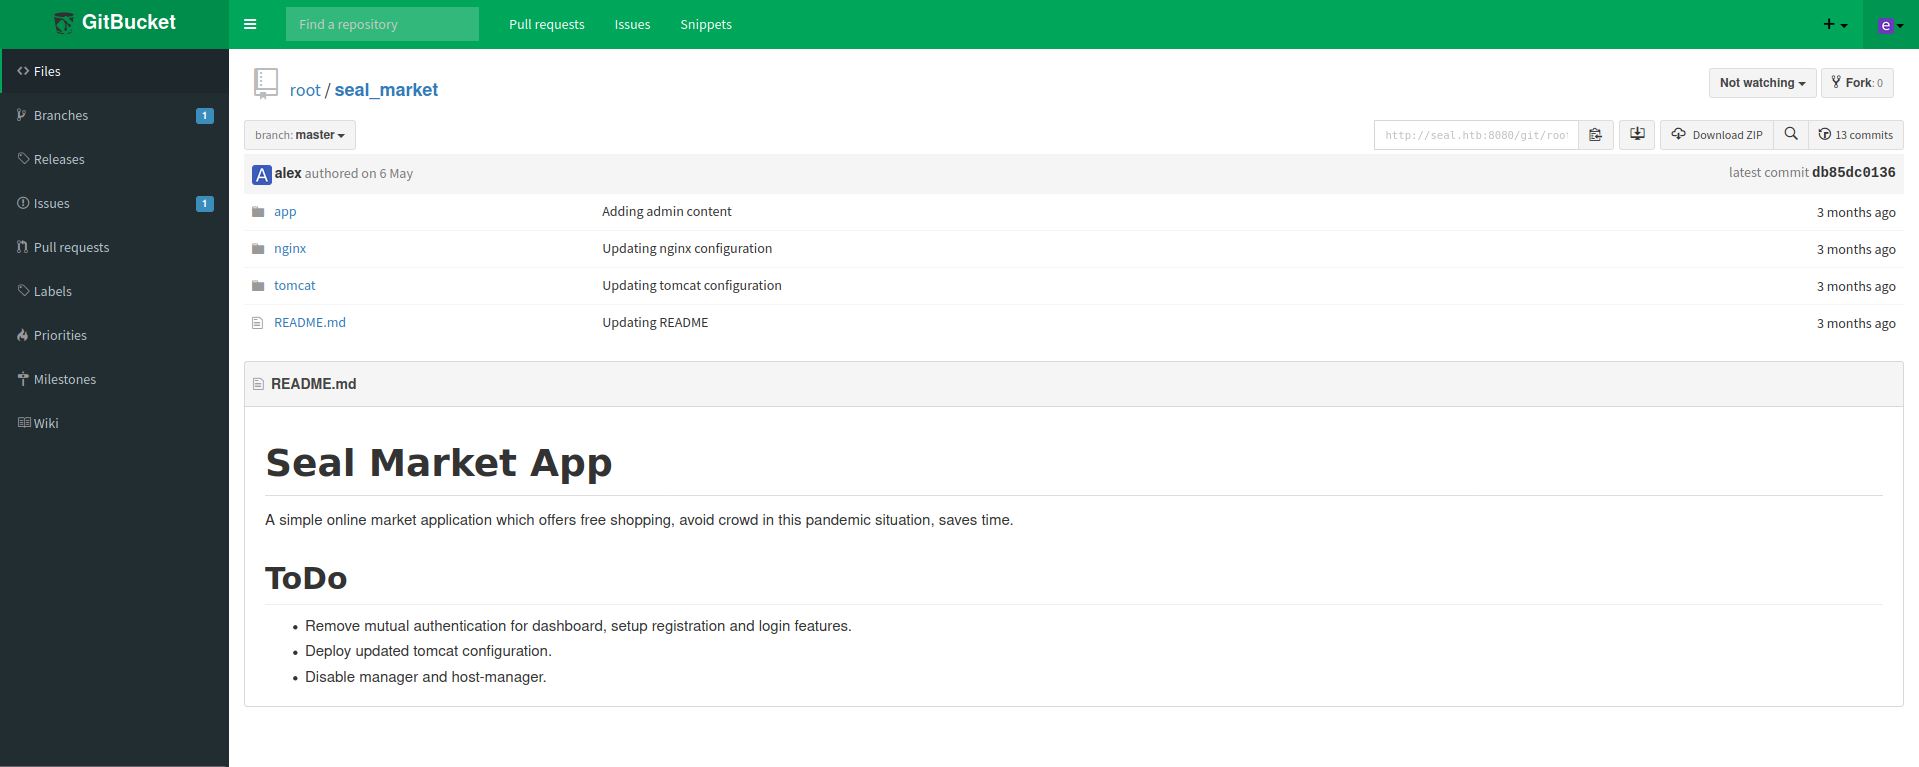 GitBucket
Find a repository
Pull requests
Issues
Snippets
+
e
Files
Branches 1
Releases
Issues 1
Pull requests
Labels
Priorities
Milestones
Wiki
root / seal_market
Not watching
Fork: 0
branch: master
http://seal.htb:8080/git/roo
Download ZIP
13 commits
A alex authored on 6 May
latest commit db85dc0136
app Adding admin content 3 months ago
nginx Updating nginx configuration 3 months ago
tomcat Updating tomcat configuration 3 months ago
README.md Updating README 3 months ago
README.md
Seal Market App
A simple online market application which offers free shopping, avoid crowd in this pandemic situation, saves time.
ToDo
• Remove mutual authentication for dashboard, setup registration and login features.
• Deploy updated tomcat configuration.
• Disable manager and host-manager.